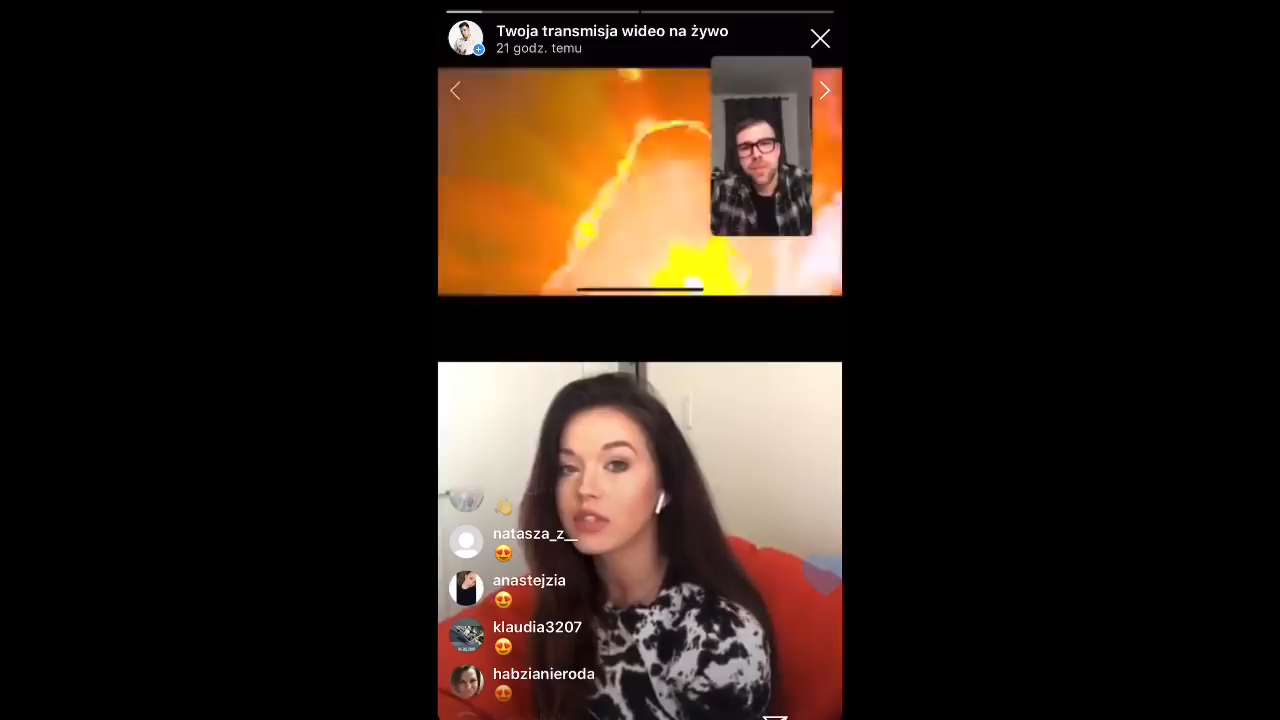 Twoja transmisja wideo na żywo
21 godz. temu
natasza_z__
anastejzia
klaudia3207
habzianieroda